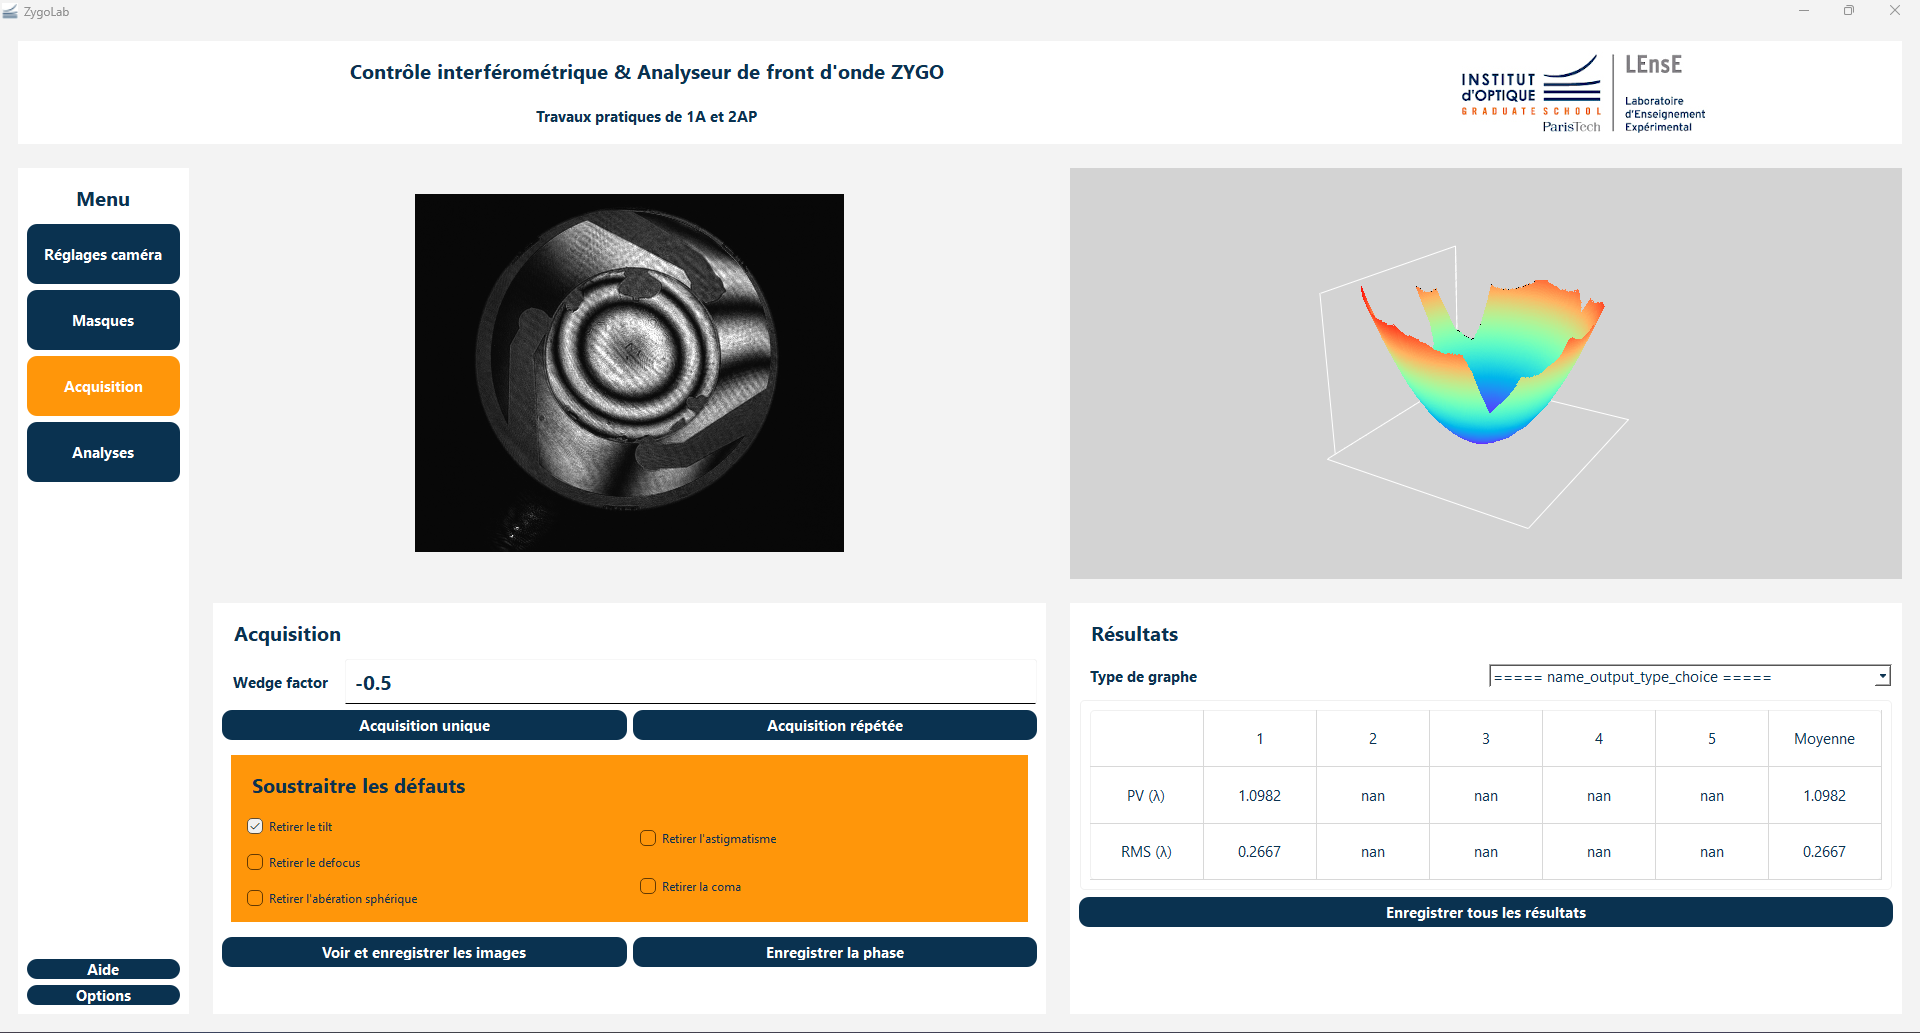 ZygoLab
Contrôle interférométrique & Analyseur de front d'onde ZYGO
Travaux pratiques de 1A et 2AP
INSTITUT
d'OPTIQUE
GRADUATE SCHOOL
ParisTech
LEnsE
Laboratoire
d'Enseignement
Expérimental
Menu
Réglages caméra
Masques
Acquisition
Analyses
Aide
Options
Acquisition
Wedge factor
-0.5
Acquisition unique
Acquisition répétée
Soustraitre les défauts
Retirer le tilt
Retirer le defocus
Retirer l'abération sphérique
Retirer l'astigmatisme
Retirer la coma
Voir et enregistrer les images
Enregistrer la phase
Résultats
Type de graphe
===== name_output_type_choice =====
1 2 3 4 5 Moyenne
PV (λ) 1.0982 nan nan nan nan 1.0982
RMS (λ) 0.2667 nan nan nan nan 0.2667
Enregistrer tous les résultats